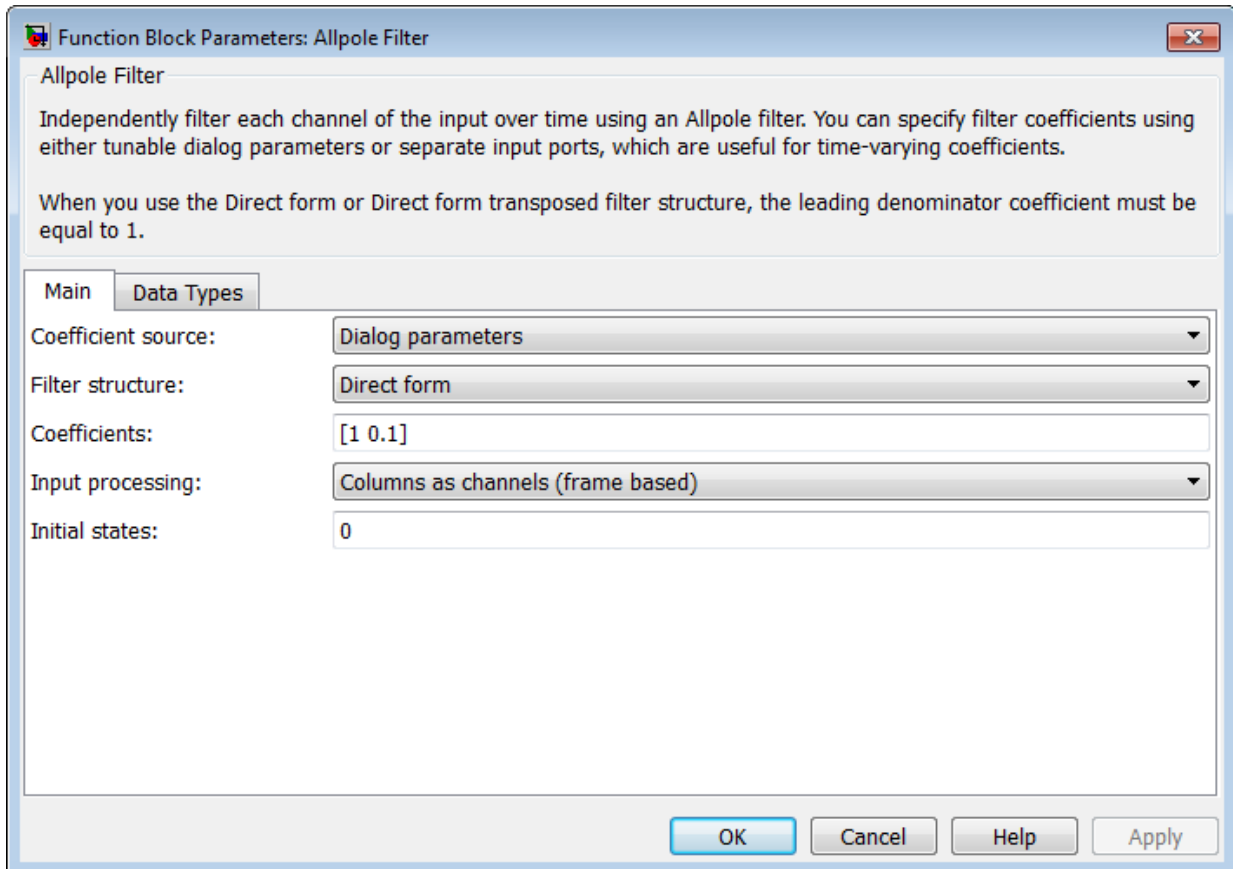 Function Block Parameters: Allpole Filter
Allpole Filter
Independently filter each channel of the input over time using an Allpole filter. You can specify filter coefficients using
either tunable dialog parameters or separate input ports, which are useful for time-varying coefficients.
When you use the Direct form or Direct form transposed filter structure, the leading denominator coefficient must be
equal to 1.
Main Data Types
Coefficient source: Dialog parameters
Filter structure: Direct form
Coefficients: [1 0.1]
Input processing: Columns as channels (frame based)
Initial states: 0
OK Cancel Help Apply